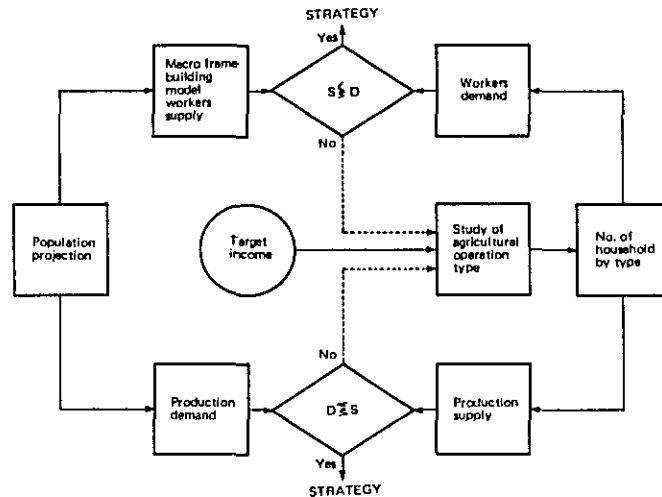 STRATEGY
Yes
Macro frame-
building
model
workers
supply
S D
Workers
demand
No
Population
projection
Target
income
Study of
agricultural
operation
type
No. of
household
by type
No
Production
demand
D S
Production
supply
Yes
STRATEGY